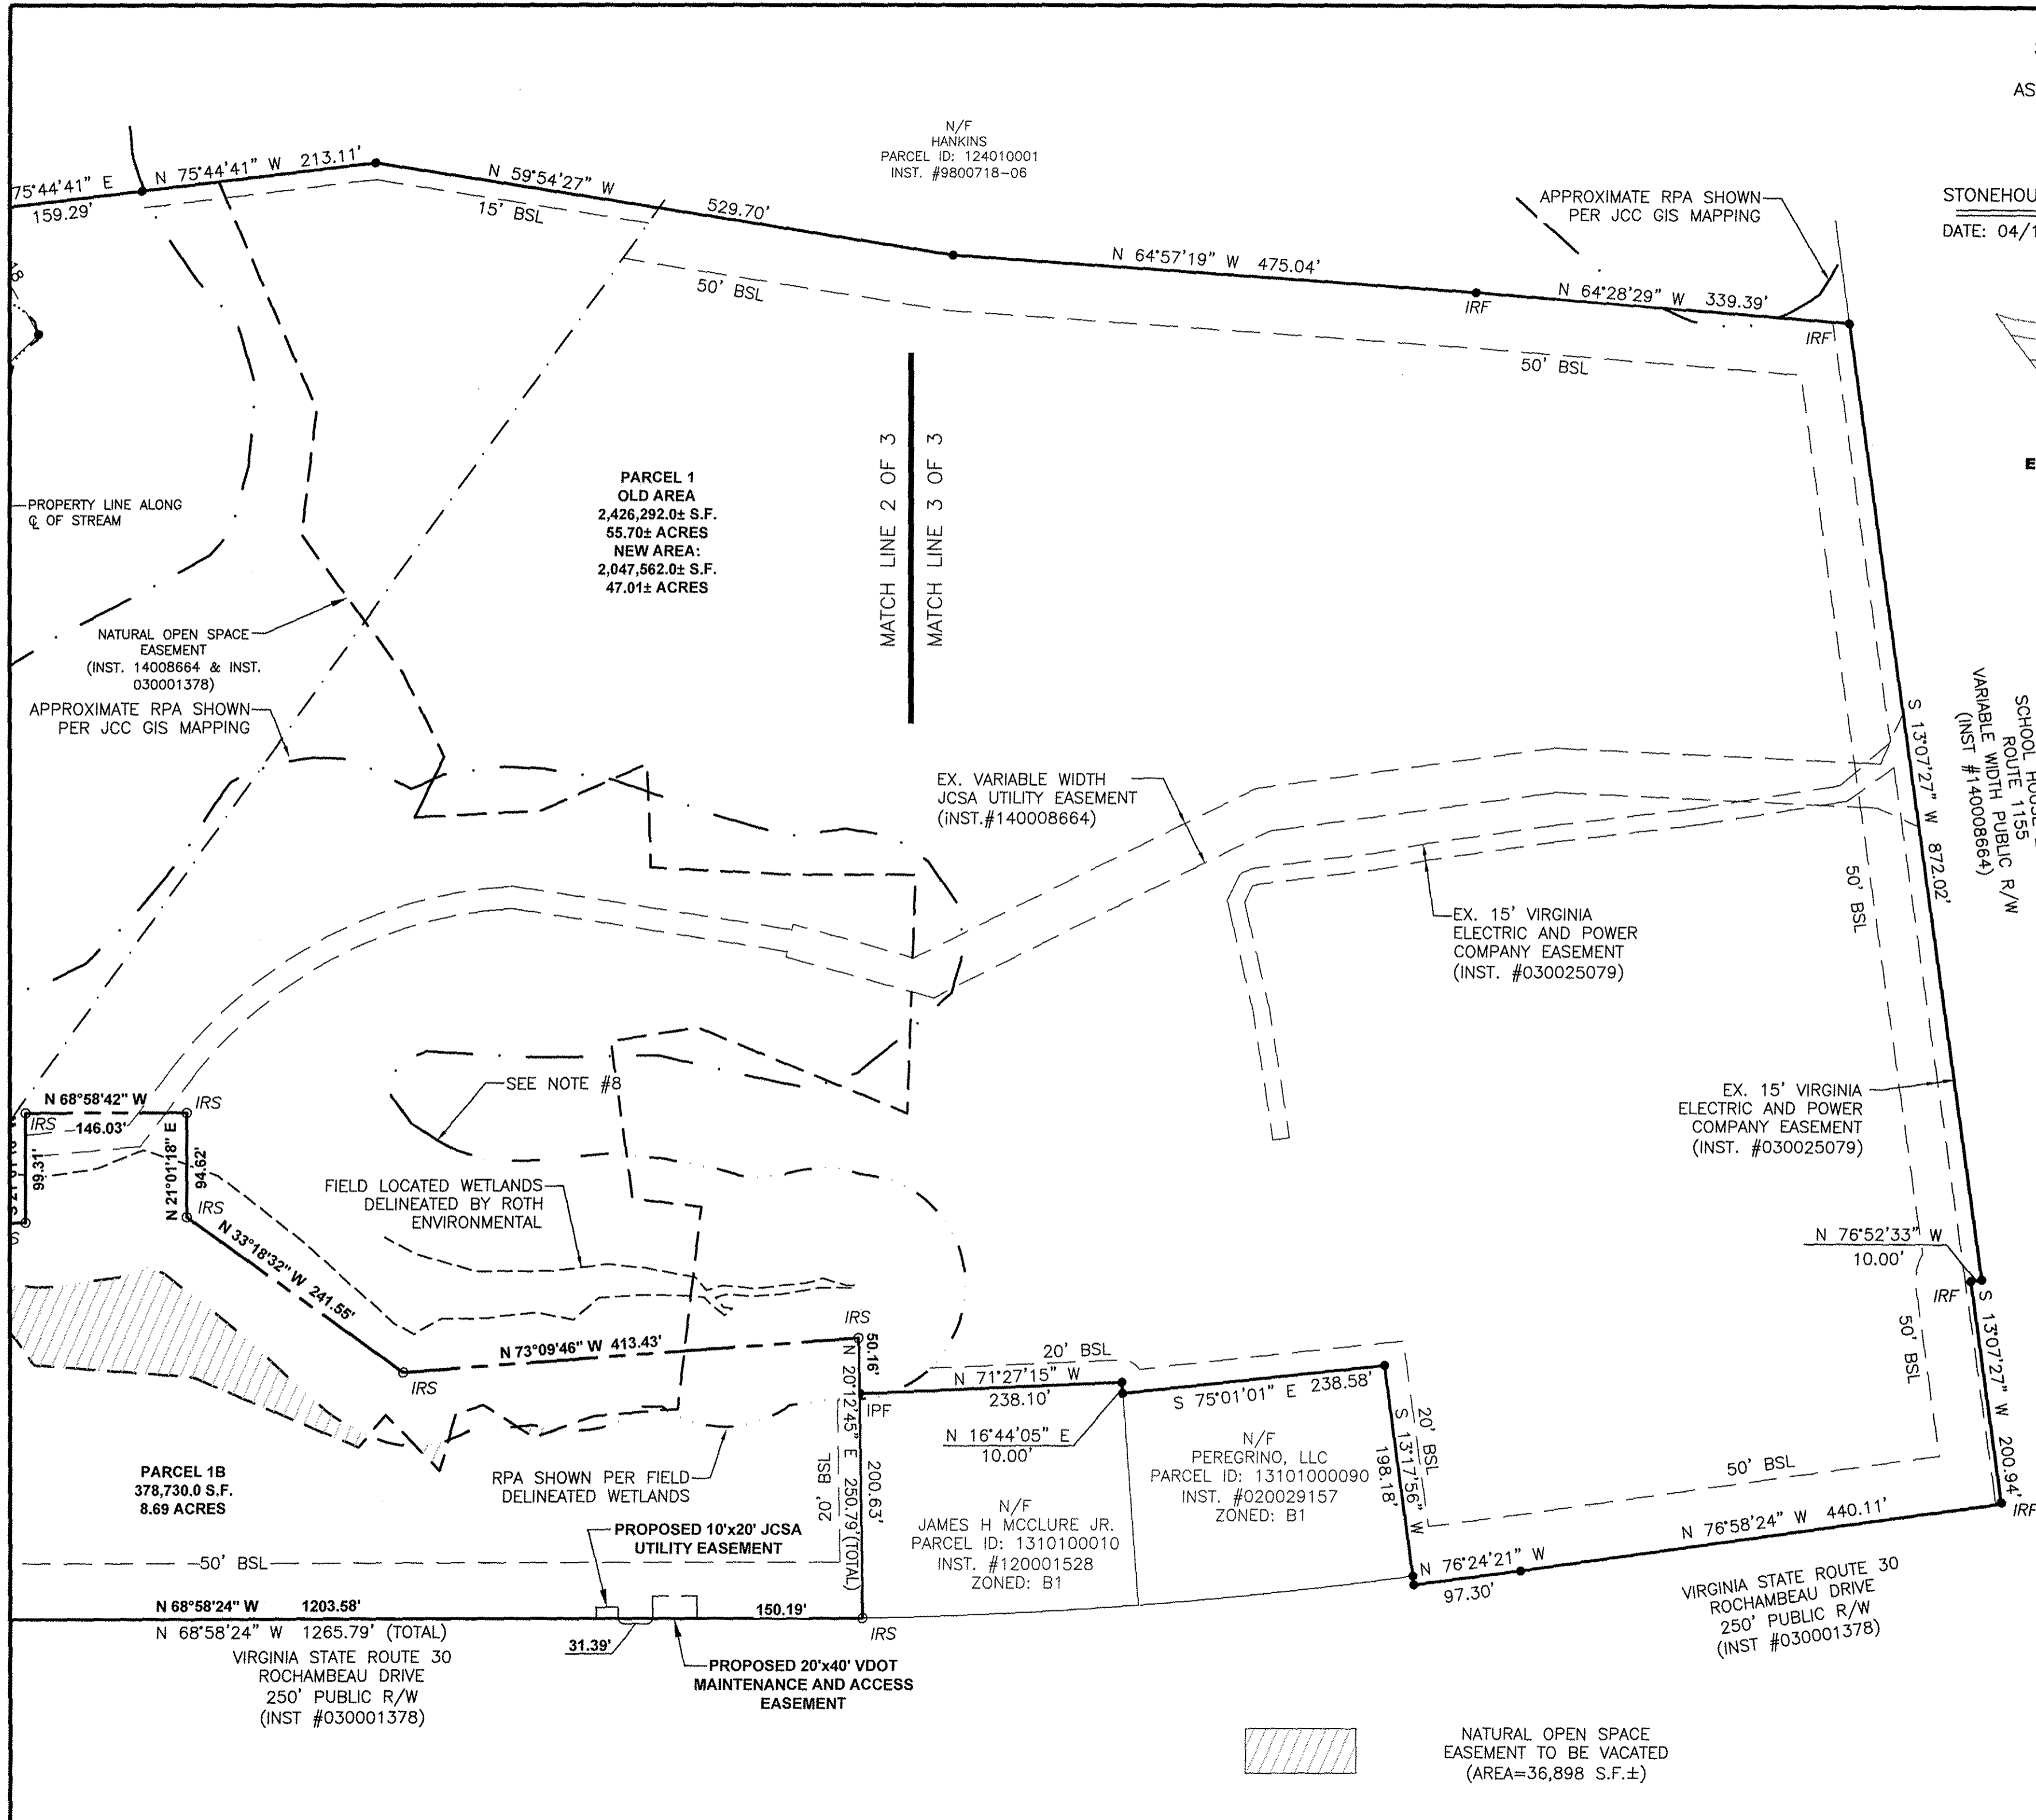 AS
N/F
HANKINS
PARCEL ID: 124010001
INST. #9800718-06
75°44'41" E
159.29'
N 75°44'41" W 213.11'
N 59°54'27" W
529.70'
15' BSL
50' BSL
N 64°57'19" W 475.04'
IRF
N 64°28'29" W 339.39'
IRF
50' BSL
APPROXIMATE RPA SHOWN
PER JCC GIS MAPPING
STONEHOU
DATE: 04/1
E
MATCH LINE 2 OF 3
MATCH LINE 3 OF 3
PARCEL 1
OLD AREA
2,426,292.0± S.F.
55.70± ACRES
NEW AREA:
2,047,562.0± S.F.
47.01± ACRES
PROPERTY LINE ALONG
℄ OF STREAM
NATURAL OPEN SPACE
EASEMENT
(INST. 14008664 & INST.
030001378)
APPROXIMATE RPA SHOWN
PER JCC GIS MAPPING
EX. VARIABLE WIDTH
JCSA UTILITY EASEMENT
(INST.#140008664)
EX. 15' VIRGINIA
ELECTRIC AND POWER
COMPANY EASEMENT
(INST. #030025079)
S 13°07'27" W 872.02'
SCHOOL HOUSE
ROUTE 1155
VARIABLE WIDTH PUBLIC R/W
(INST #140008664)
50' BSL
EX. 15' VIRGINIA
ELECTRIC AND POWER
COMPANY EASEMENT
(INST. #030025079)
SEE NOTE #8
N 68°58'42" W
146.03'
IRS
IRS
99.31'
N 21°01'18" E
94.62'
IRS
N 33°18'32" W 241.55'
FIELD LOCATED WETLANDS
DELINEATED BY ROTH
ENVIRONMENTAL
N 73°09'46" W 413.43'
IRS
IRS
50.16'
N 20°12'45" E 250.79'(TOTAL)
200.63'
IPF
20' BSL
20' BSL
N 71°27'15" W
238.10'
N 16°44'05" E
10.00'
S 75°01'01" E 238.58'
20' BSL
S 13°17'56" W
198.18'
N 76°52'33" W
10.00'
IRF
S 13°07'27" W 200.94'
50' BSL
50' BSL
IRF
N 76°58'24" W 440.11'
N 76°24'21" W
97.30'
N/F
PEREGRINO, LLC
PARCEL ID: 13101000090
INST. #020029157
ZONED: B1
N/F
JAMES H MCCLURE JR.
PARCEL ID: 1310100010
INST. #120001528
ZONED: B1
PARCEL 1B
378,730.0 S.F.
8.69 ACRES
RPA SHOWN PER FIELD
DELINEATED WETLANDS
PROPOSED 10'x20' JCSA
UTILITY EASEMENT
50' BSL
N 68°58'24" W 1203.58'
N 68°58'24" W 1265.79' (TOTAL)
31.39'
150.19'
IRS
VIRGINIA STATE ROUTE 30
ROCHAMBEAU DRIVE
250' PUBLIC R/W
(INST #030001378)
PROPOSED 20'x40' VDOT
MAINTENANCE AND ACCESS
EASEMENT
VIRGINIA STATE ROUTE 30
ROCHAMBEAU DRIVE
250' PUBLIC R/W
(INST #030001378)
NATURAL OPEN SPACE
EASEMENT TO BE VACATED
(AREA=36,898 S.F.±)